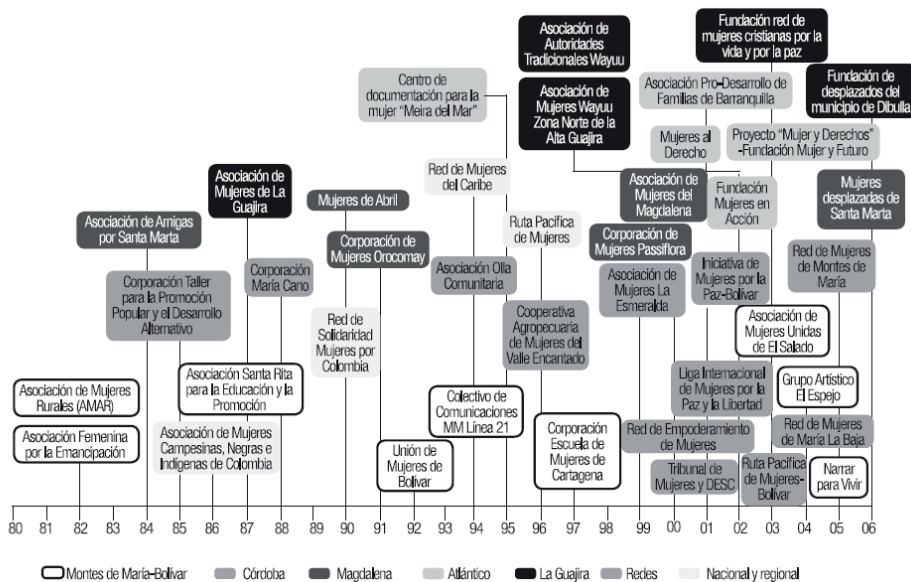 Fundación red de
mujeres cristianas por la
vida y por la paz
Asociación de
Autoridades
Tradicionales Wayuu
Centro de
documentación para la
mujer "Meira del Mar"
Asociación Pro-Desarrollo de
Familias de Barranquilla
Fundación de
desplazados del
municipio de Dibulla
Asociación de
Mujeres Wayuu
Zona Norte de la
Alta Guajira
Mujeres al
Derecho
Proyecto "Mujer y Derechos"
-Fundación Mujer y Futuro
Red de Mujeres
del Caribe
Asociación de
Mujeres de La
Guajira
Mujeres de Abril
Asociación de
Mujeres del
Magdalena
Fundación
Mujeres en
Acción
Mujeres
desplazadas de
Santa Marta
Asociación de Amigas
por Santa Marta
Ruta Pacífica
de Mujeres
Corporación de
Mujeres Orocomay
Corporación de
Mujeres Passiflora
Red de Mujeres
de Montes de
María
Corporación
María Cano
Asociación Olla
Comunitaria
Iniciativa de
Mujeres por la
Paz-Bolívar
Corporación Taller
para la Promoción
Popular y el Desarrollo
Alternativo
Asociación de
Mujeres La
Esmeralda
Red de
Solidaridad
Mujeres por
Colombia
Cooperativa
Agropecuaria
de Mujeres del
Valle Encantado
Asociación de
Mujeres Unidas
de El Salado
Asociación Santa Rita
para la Educación y la
Promoción
Liga Internacional
de Mujeres por la
Paz y la Libertad
Grupo Artístico
El Espejo
Asociación de Mujeres
Rurales (AMAR)
Colectivo de
Comunicaciones
MM Línea 21
Asociación Femenina
por la Emancipación
Asociación de Mujeres
Campesinas, Negras e
Indígenas de Colombia
Corporación
Escuela de
Mujeres de
Cartagena
Red de Empoderamiento
de Mujeres
Red de Mujeres
de María La Baja
Unión de
Mujeres de
Bolívar
Tribunal de
Mujeres y DESC
Ruta Pacífica
de Mujeres-
Bolívar
Narrar
para Vivir
80 81 82 83 84 85 86 87 88 89 90 91 92 93 94 95 96 97 98 99 00 01 02 03 04 05 06
Montes de María-Bolívar Córdoba Magdalena Atlántico La Guajira Redes Nacional y regional